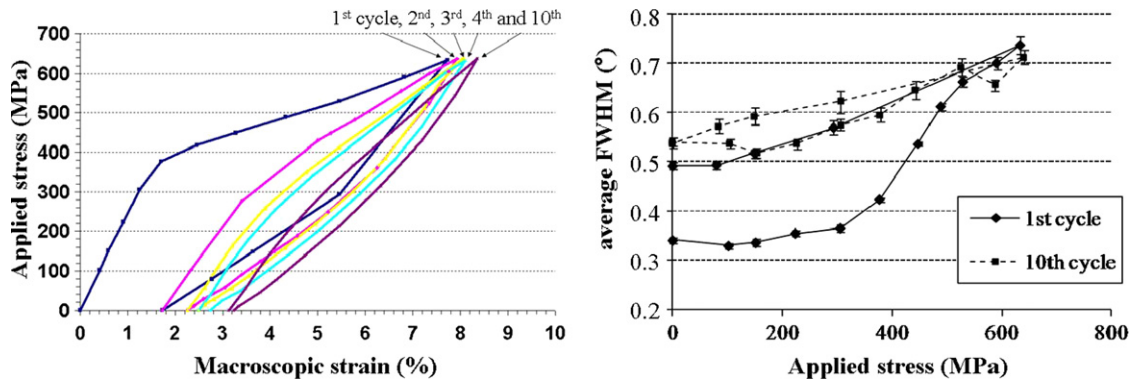 1st cycle, 2nd, 3rd, 4th and 10th
700
600
500
400
300
200
100
0
Applied stress (MPa)
0 1 2 3 4 5 6 7 8 9 10
Macroscopic strain (%)
0.8
0.7
0.6
0.5
0.4
0.3
0.2
average FWHM (°)
1st cycle
10th cycle
0 200 400 600 800
Applied stress (MPa)